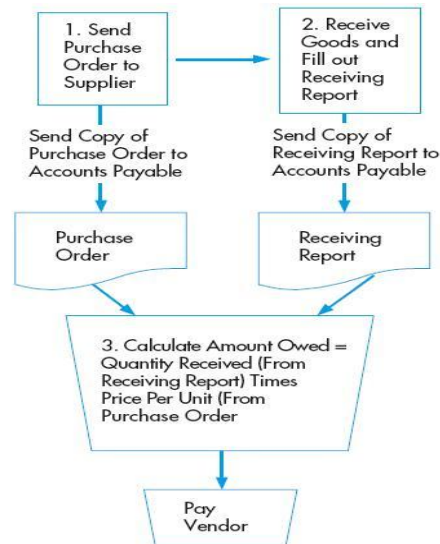 1. Send
Purchase
Order to
Supplier
2. Receive
Goods and
Fill out
Receiving
Report
Send Copy of
Purchase Order to
Accounts Payable
Send Copy of
Receiving Report to
Accounts Payable
Purchase
Order
Receiving
Report
3. Calculate Amount Owed =
Quantity Received (From
Receiving Report) Times
Price Per Unit (From
Purchase Order
Pay
Vendor